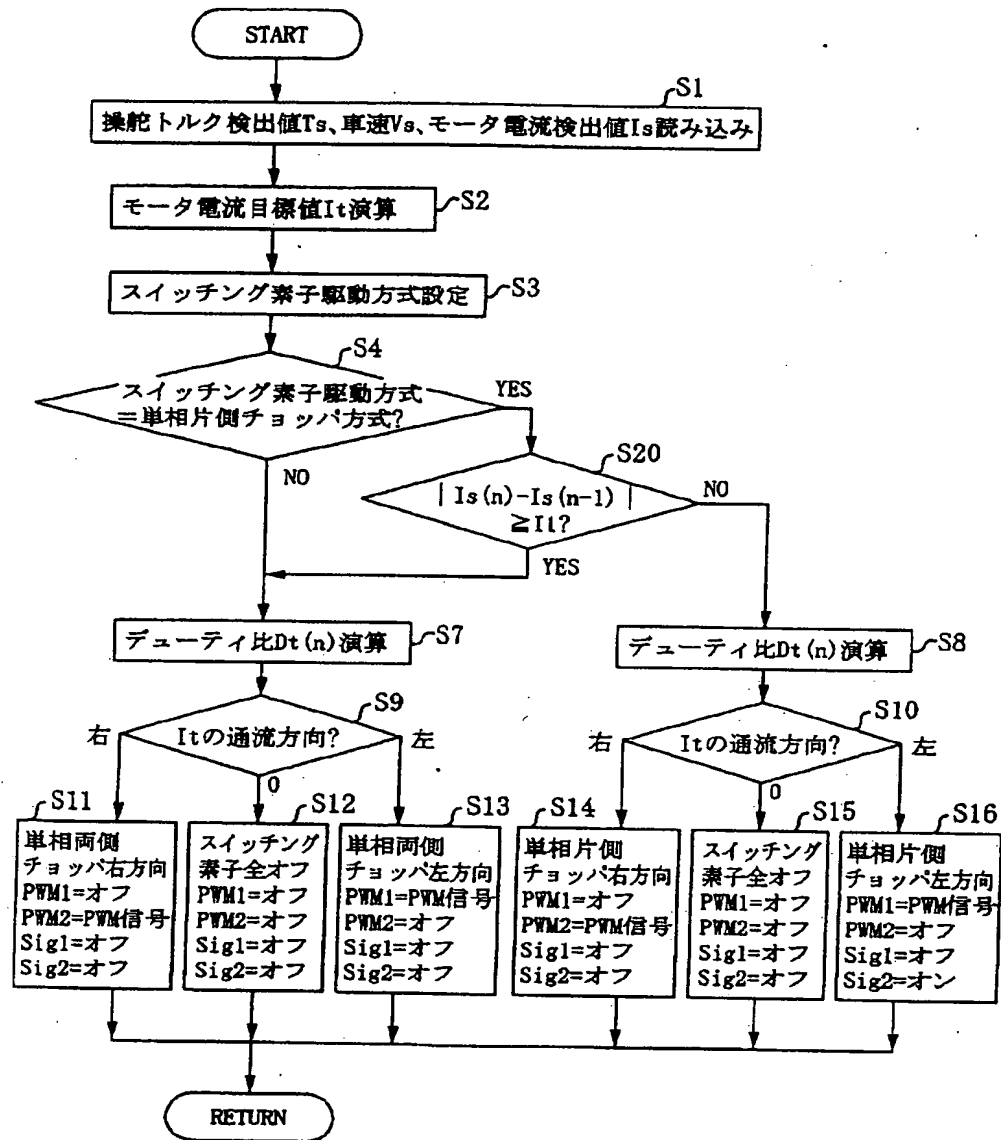 START
S1
操舵トルク検出値Ts、車速Vs、モータ電流検出値Is読み込み
モータ電流目標値It演算
S2
スイッチング素子駆動方式設定
S3
S4
スイッチング素子駆動方式
=単相片側チョッパ方式?
YES
NO
S20
|Is(n)-Is(n-1)|
≧I1?
NO
YES
デューティ比Dt(n)演算
S7
デューティ比Dt(n)演算
S8
S9
右
Itの通流方向?
左
0
S10
右
Itの通流方向?
左
0
S11
単相両側
チョッパ右方向
PWM1=オフ
PWM2=PWM信号
Sig1=オフ
Sig2=オフ
S12
スイッチング
素子全オフ
PWM1=オフ
PWM2=オフ
Sig1=オフ
Sig2=オフ
S13
単相両側
チョッパ左方向
PWM1=PWM信号
PWM2=オフ
Sig1=オフ
Sig2=オフ
S14
単相片側
チョッパ右方向
PWM1=オフ
PWM2=PWM信号
Sig1=オフ
Sig2=オフ
S15
スイッチング
素子全オフ
PWM1=オフ
PWM2=オフ
Sig1=オフ
Sig2=オフ
S16
単相片側
チョッパ左方向
PWM1=PWM信号
PWM2=オフ
Sig1=オフ
Sig2=オン
RETURN